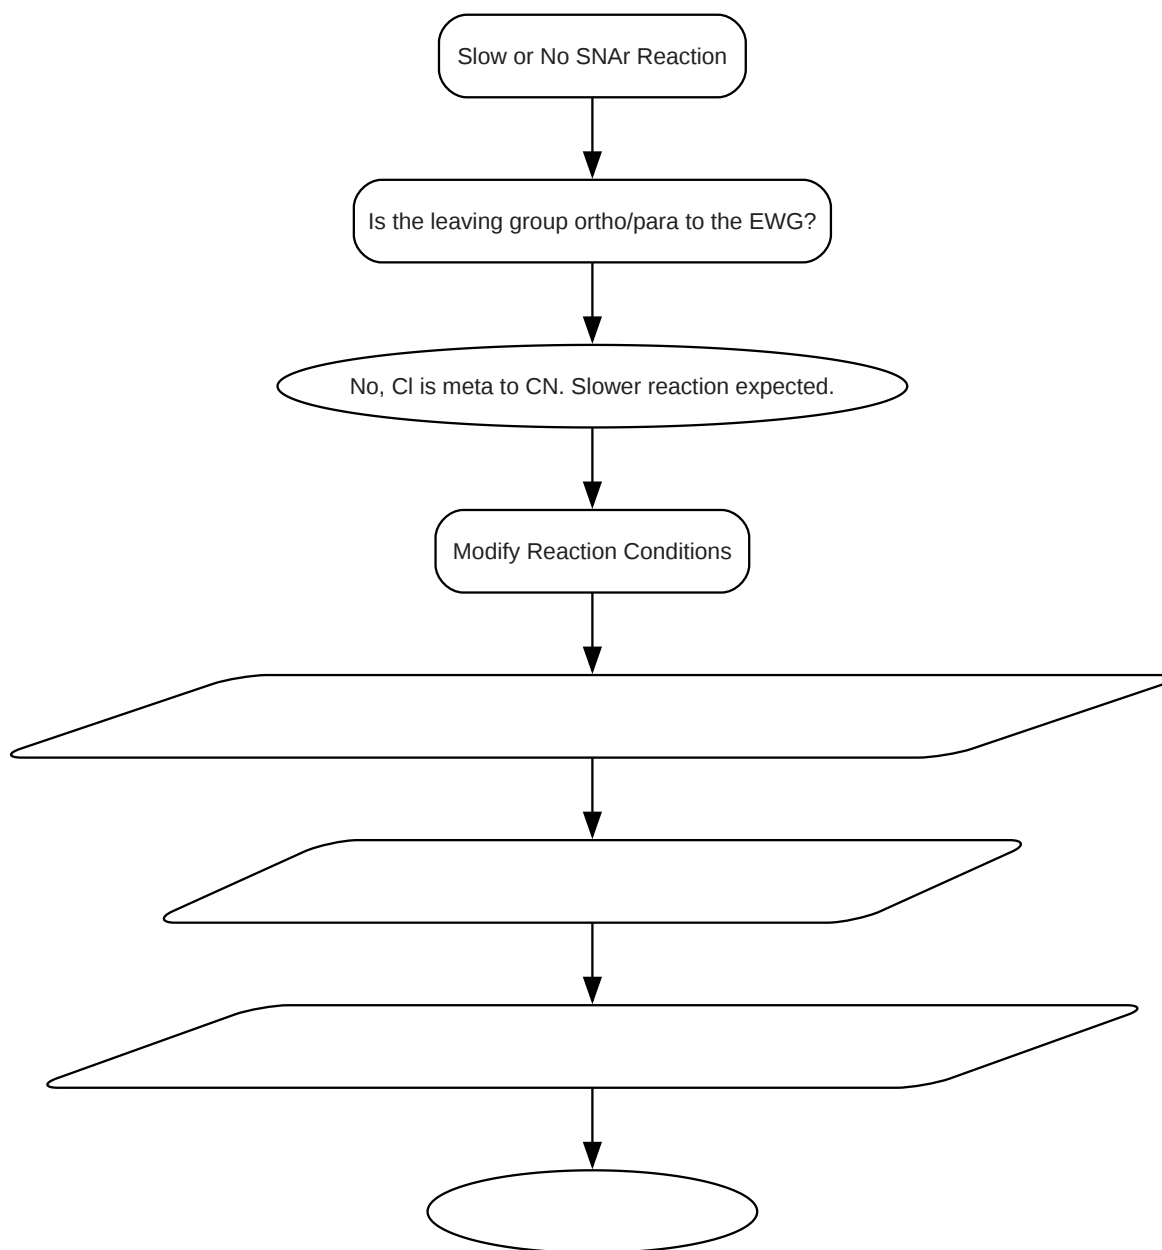 Slow or No SNAr Reaction
Is the leaving group ortho/para to the EWG?
No, Cl is meta to CN. Slower reaction expected.
Modify Reaction Conditions